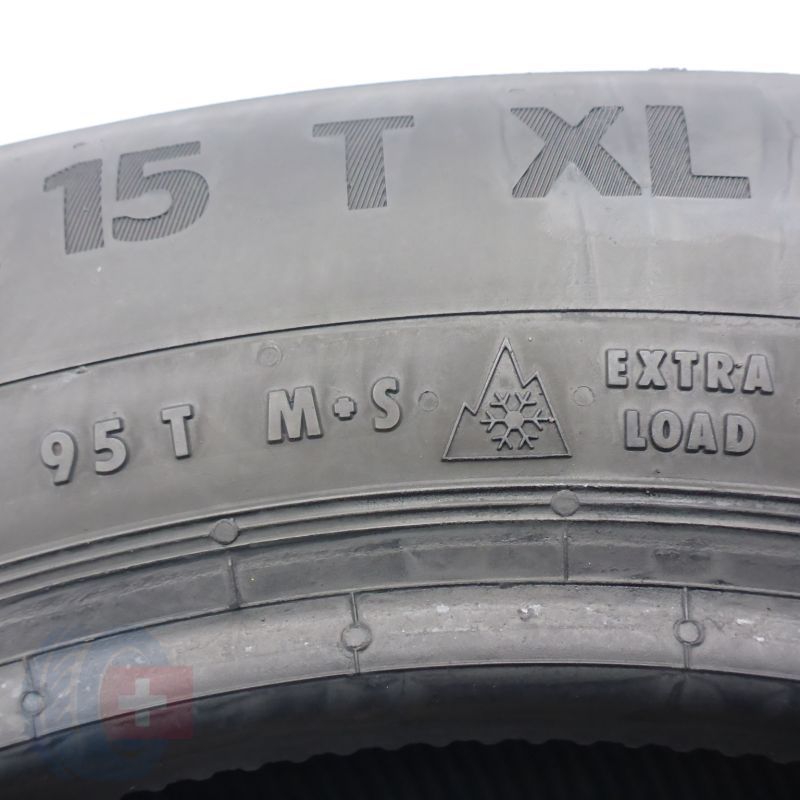 15 T XL
95 T M+S
EXTRA
LOAD